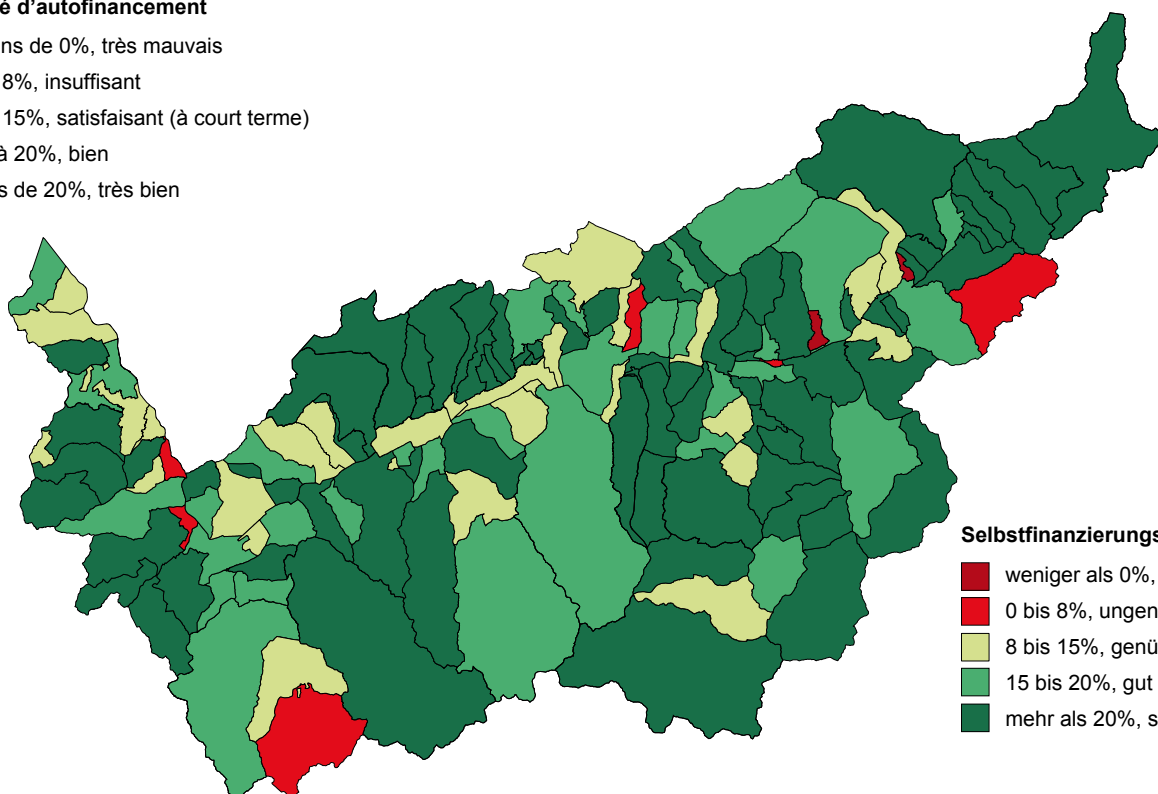 é d’autofinancement
ns de 0%, très mauvais
8%, insuffisant
15%, satisfaisant (à court terme)
à 20%, bien
s de 20%, très bien
Selbstfinanzierungs
weniger als 0%,
0 bis 8%, ungen
8 bis 15%, genü
15 bis 20%, gut
mehr als 20%, s